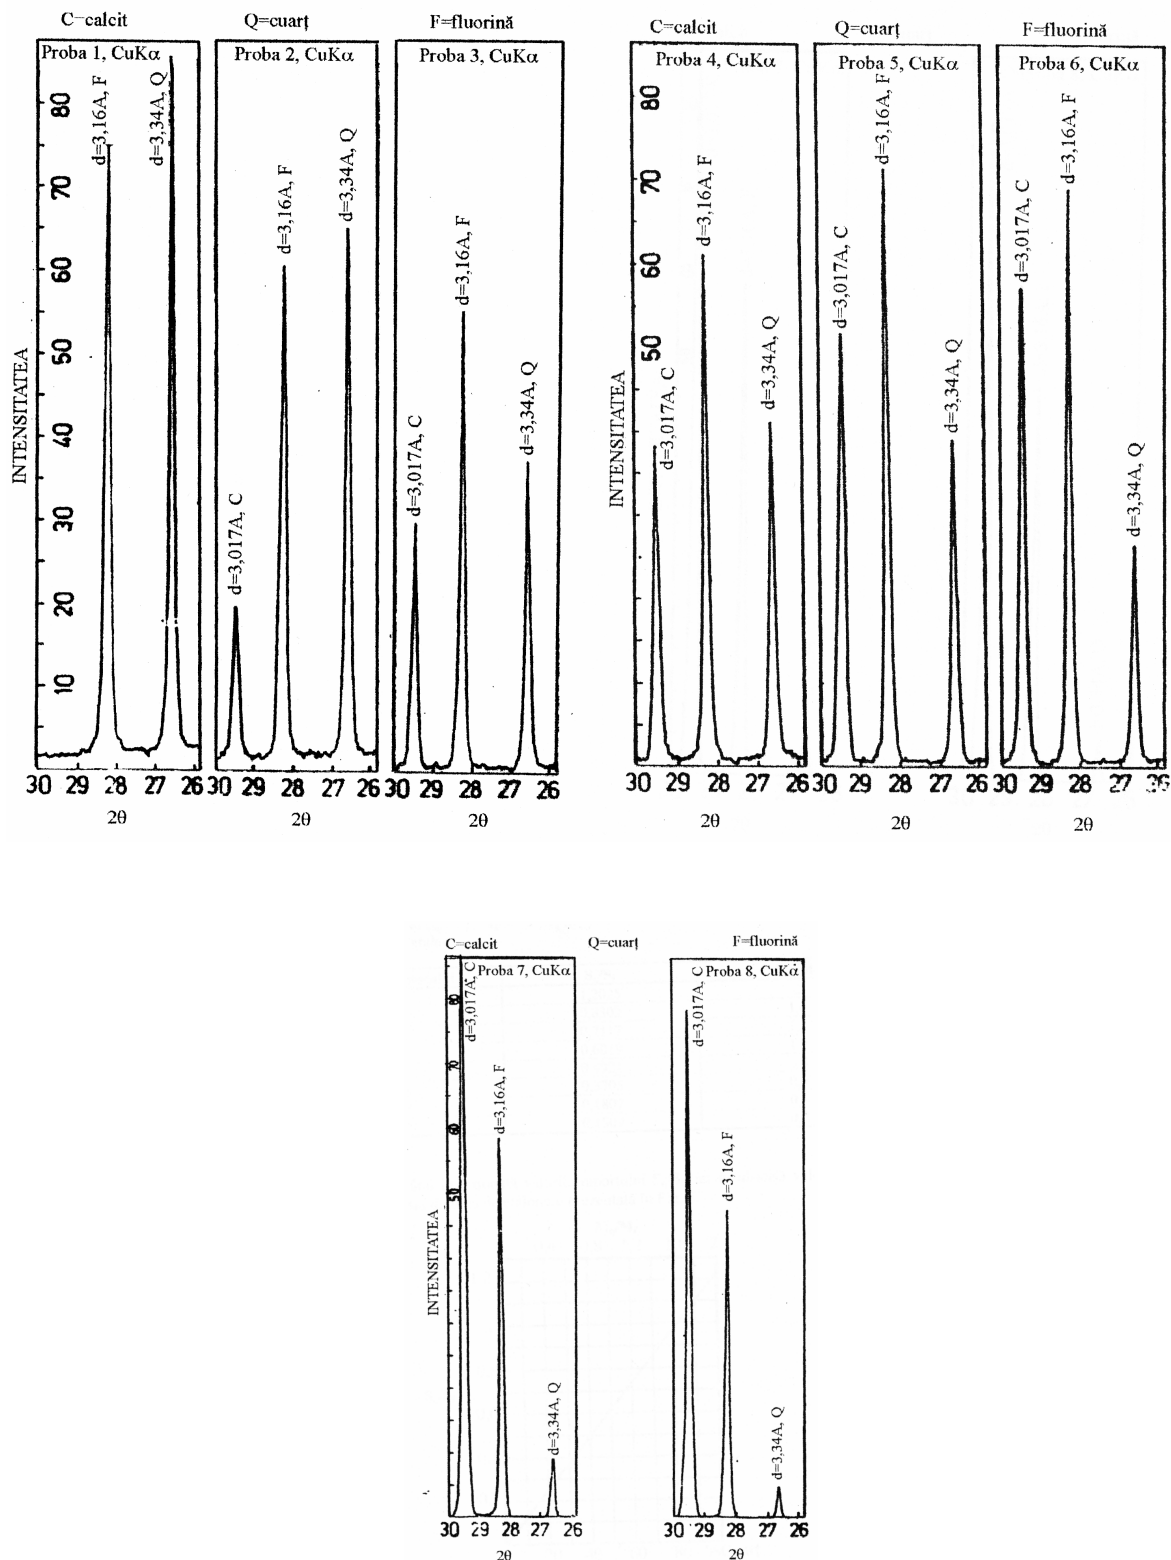 C=calcit Q=cuarț F=fluorină
Proba 1, CuKα Proba 2, CuKα Proba 3, CuKα
d=3,16A, F
d=3,34A, Q
d=3,017A, C
d=3,16A, F
d=3,34A, Q
d=3,017A, C
d=3,16A, F
d=3,34A, Q
INTENSITATEA
80
70
60
50
40
30
20
10
30 29 28 27 26 30 29 28 27 26 30 29 28 27 26
2θ 2θ 2θ
C=calcit Q=cuarț F=fluorină
Proba 4, CuKα Proba 5, CuKα Proba 6, CuKα
d=3,017A, C
d=3,16A, F
d=3,34A, Q
d=3,017A, C
d=3,16A, F
d=3,34A, Q
d=3,017A, C
d=3,16A, F
d=3,34A, Q
INTENSITATEA
80
70
60
50
30 29 28 27 26 30 29 28 27 26 30 29 28 27 26
2θ 2θ 2θ
C=calcit Q=cuarț F=fluorină
Proba 7, CuKα Proba 8, CuKα
d=3,017A, C
d=3,16A, F
d=3,34A, Q
d=3,017A, C
d=3,16A, F
d=3,34A, Q
INTENSITATEA
80
70
60
50
30 29 28 27 26 30 29 28 27 26
2θ 2θ